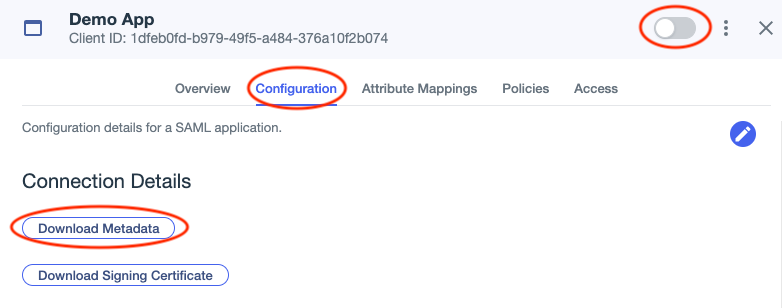 Demo App
Client ID: 1dfeb0fd-b979-49f5-a484-376a10f2b074
Overview Configuration Attribute Mappings Policies Access
Configuration details for a SAML application.
Connection Details
Download Metadata
Download Signing Certificate